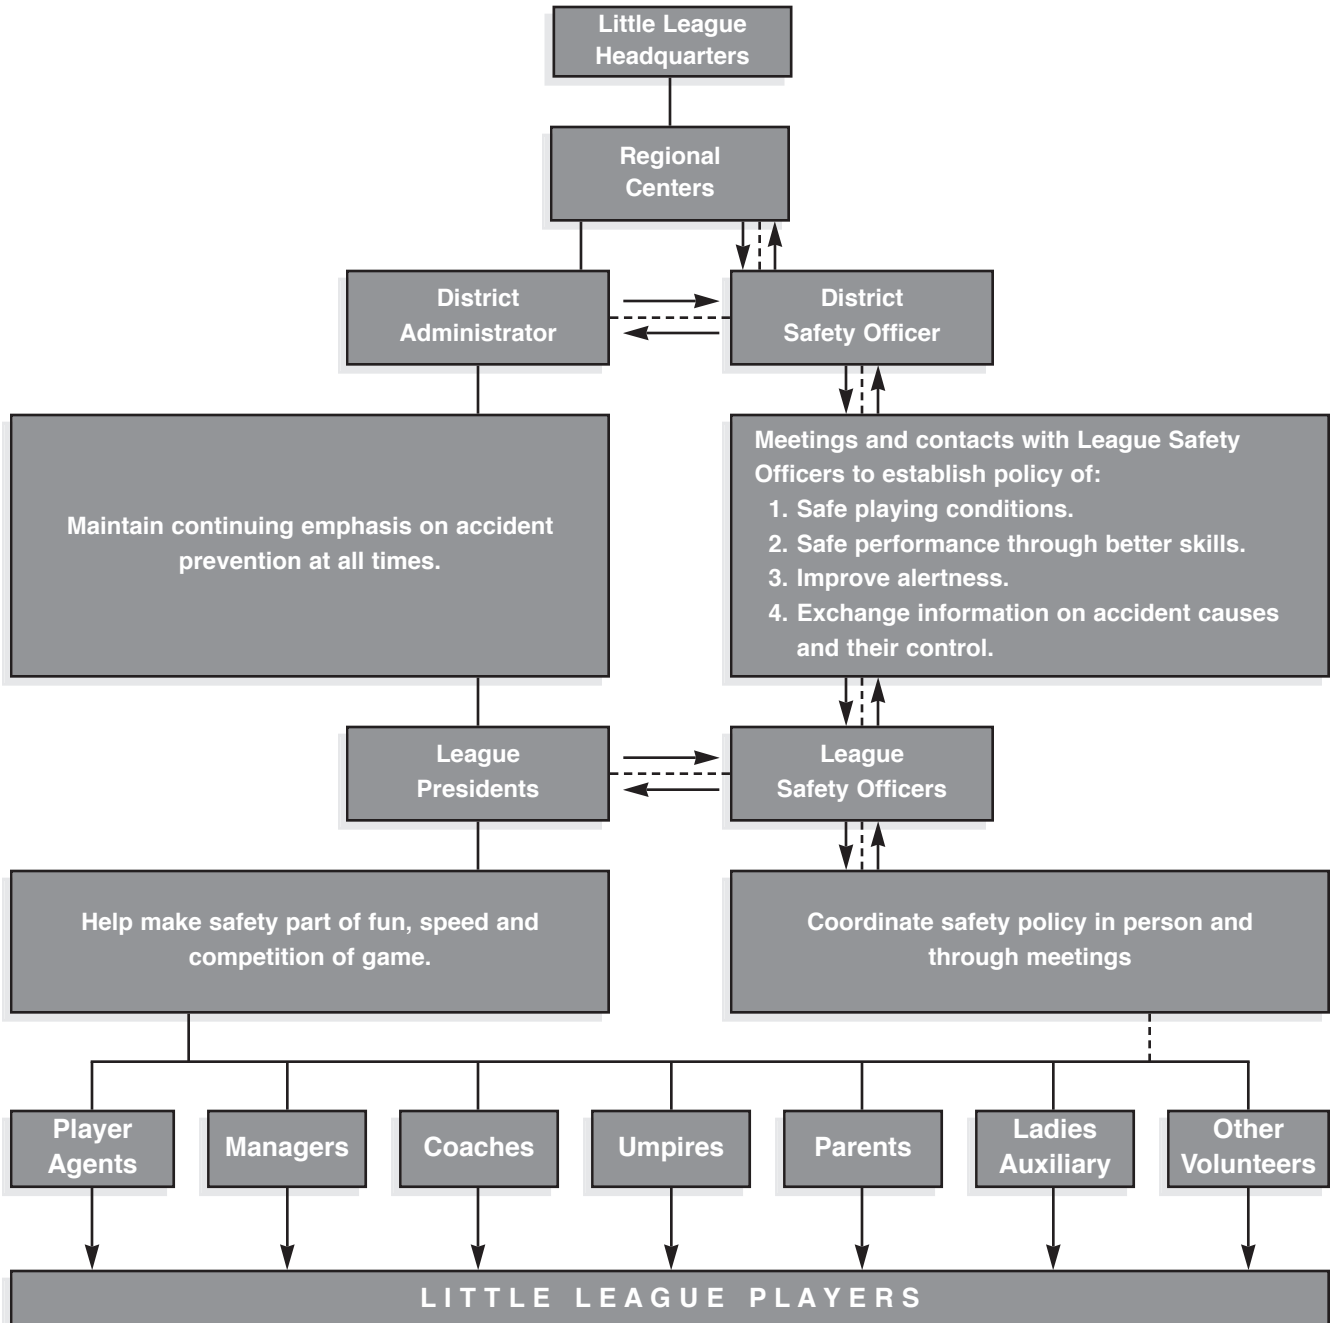 Little League
Headquarters
Regional
Centers
District
Administrator
District
Safety Officer
Maintain continuing emphasis on accident
prevention at all times.
Meetings and contacts with League Safety
Officers to establish policy of:
1. Safe playing conditions.
2. Safe performance through better skills.
3. Improve alertness.
4. Exchange information on accident causes
and their control.
League
Presidents
League
Safety Officers
Help make safety part of fun, speed and
competition of game.
Coordinate safety policy in person and
through meetings
Player
Agents
Managers
Coaches
Umpires
Parents
Ladies
Auxiliary
Other
Volunteers
LITTLE LEAGUE PLAYERS